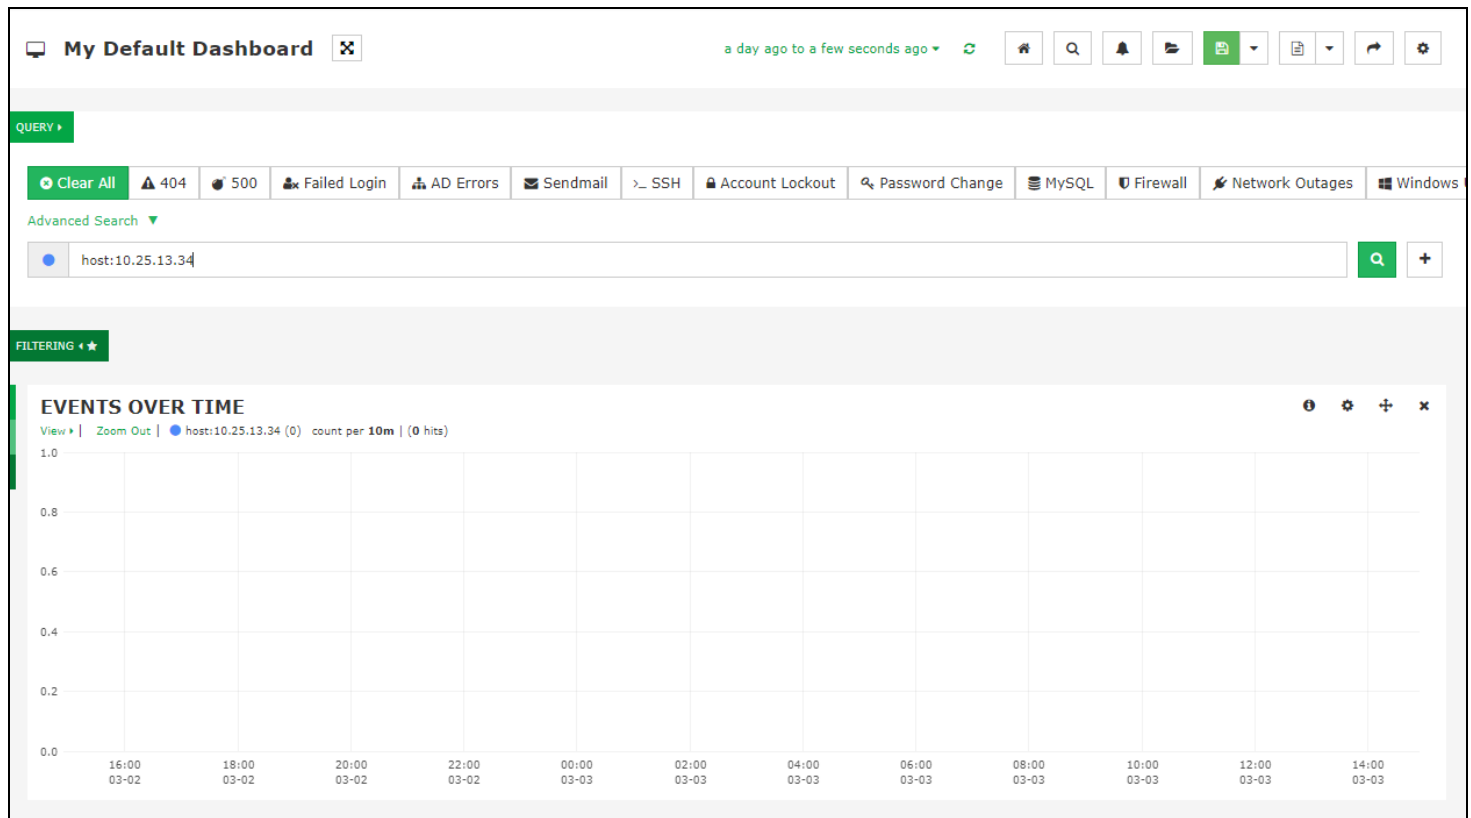 My Default Dashboard
a day ago to a few seconds ago
QUERY
Clear All 404 500 Failed Login AD Errors Sendmail >_ SSH Account Lockout Password Change MySQL Firewall Network Outages Windows
Advanced Search ▼
host:10.25.13.34
FILTERING
EVENTS OVER TIME
View | Zoom Out | host:10.25.13.34 (0) count per 10m | (0 hits)
1.0
0.8
0.6
0.4
0.2
0.0
16:00 18:00 20:00 22:00 00:00 02:00 04:00 06:00 08:00 10:00 12:00 14:00
03-02 03-02 03-02 03-02 03-03 03-03 03-03 03-03 03-03 03-03 03-03 03-03